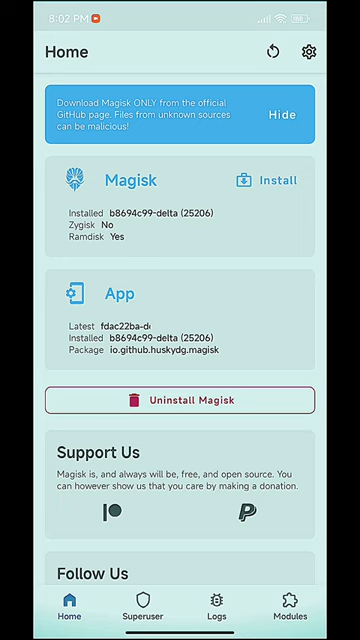 8:02 PM
Home
Download Magisk ONLY from the official
GitHub page. Files from unknown sources
can be malicious!
Hide
Magisk
Install
Installed b8694c99-delta (25206)
Zygisk No
Ramdisk Yes
App
Latest fdac22ba-d
Installed b8694c99-delta (25206)
Package io.github.huskydg.magisk
Uninstall Magisk
Support Us
Magisk is, and always will be, free, and open source. You
can however show us that you care by making a donation.
Follow Us
Home
Superuser
Logs
Modules